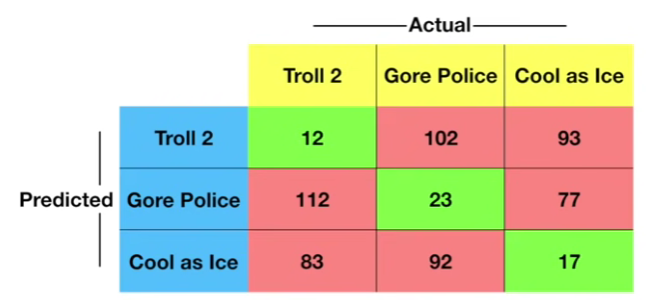 Actual
Troll 2 Gore Police Cool as Ice
Troll 2 12 102 93
Predicted Gore Police 112 23 77
Cool as Ice 83 92 17